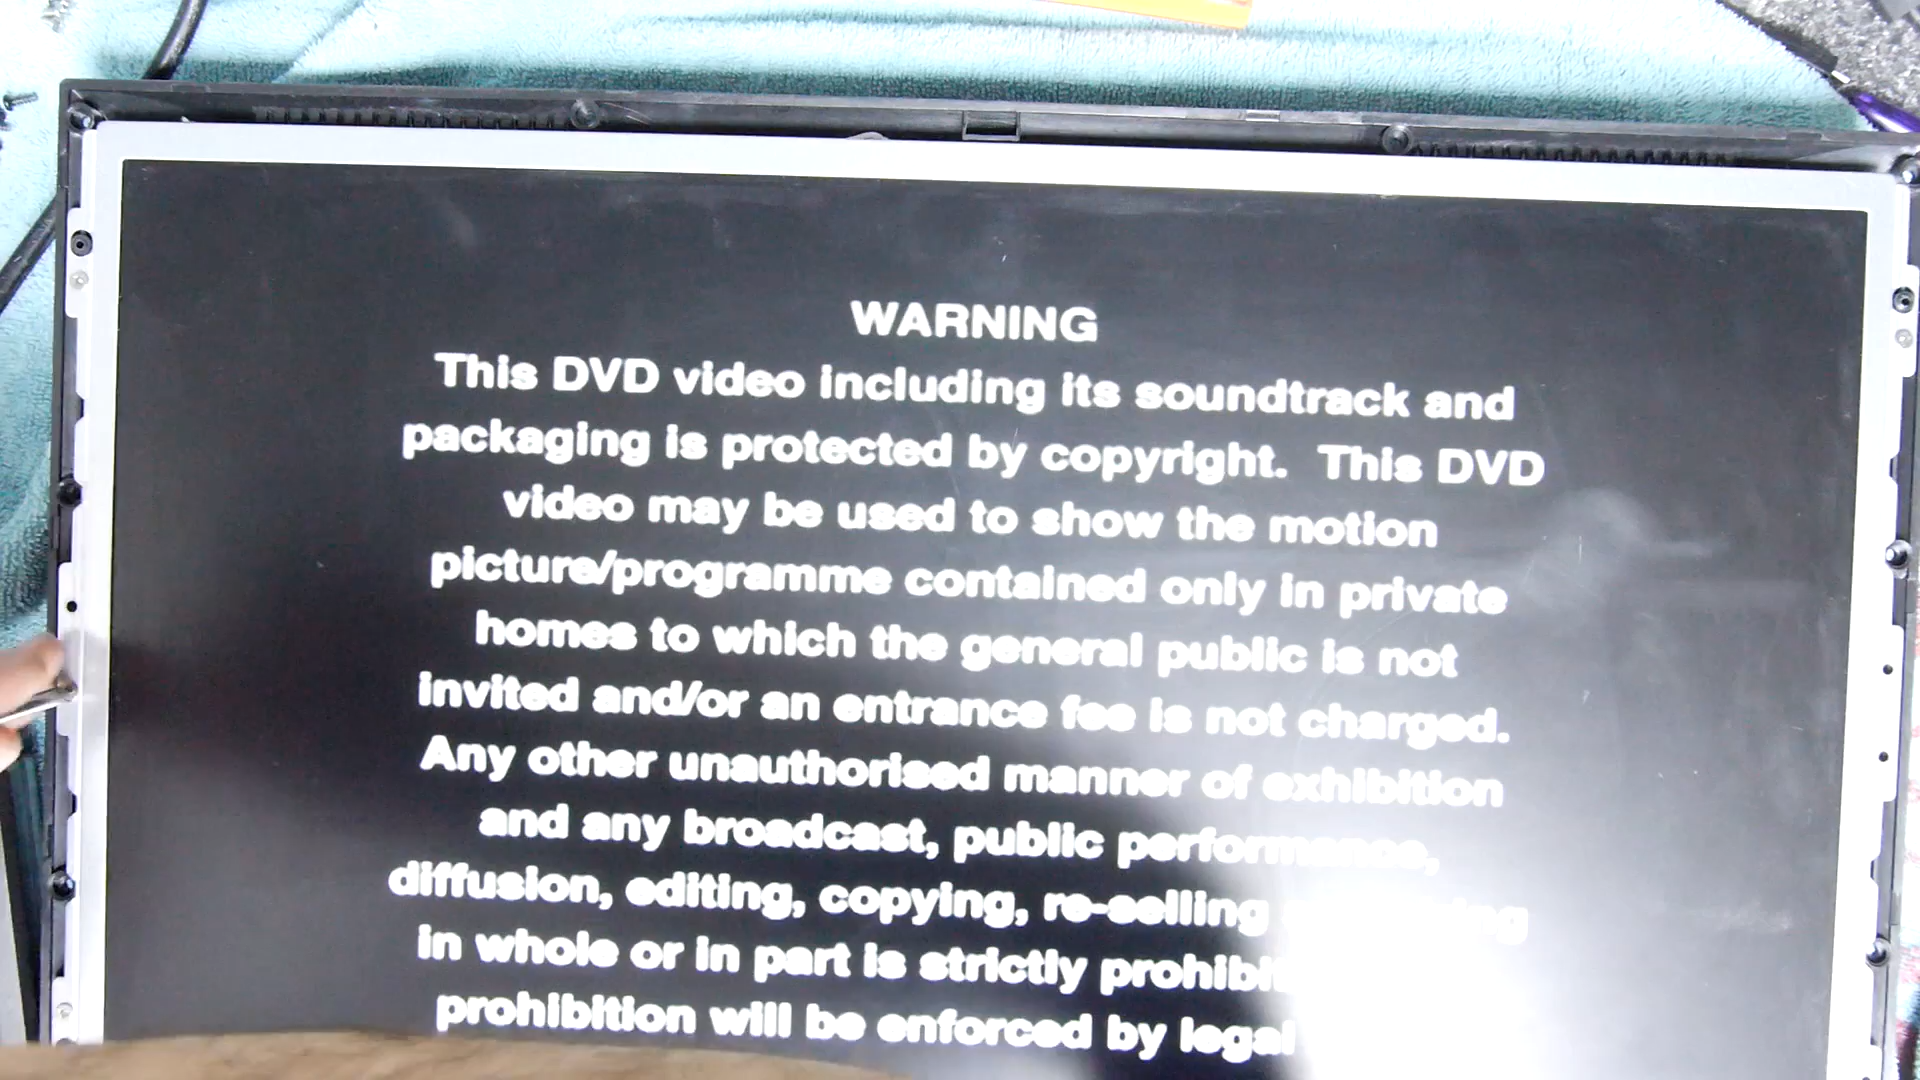 WARNING
This DVD video including its soundtrack and
packaging is protected by copyright. This DVD
video may be used to show the motion
picture/programme contained only in private
homes to which the general public is not
invited and/or an entrance fee is not charged.
Any other unauthorised manner of exhibition
and any broadcast, public performance,
diffusion, editing, copying, re-selling
in whole or in part is strictly
prohibition will be enforced by legal